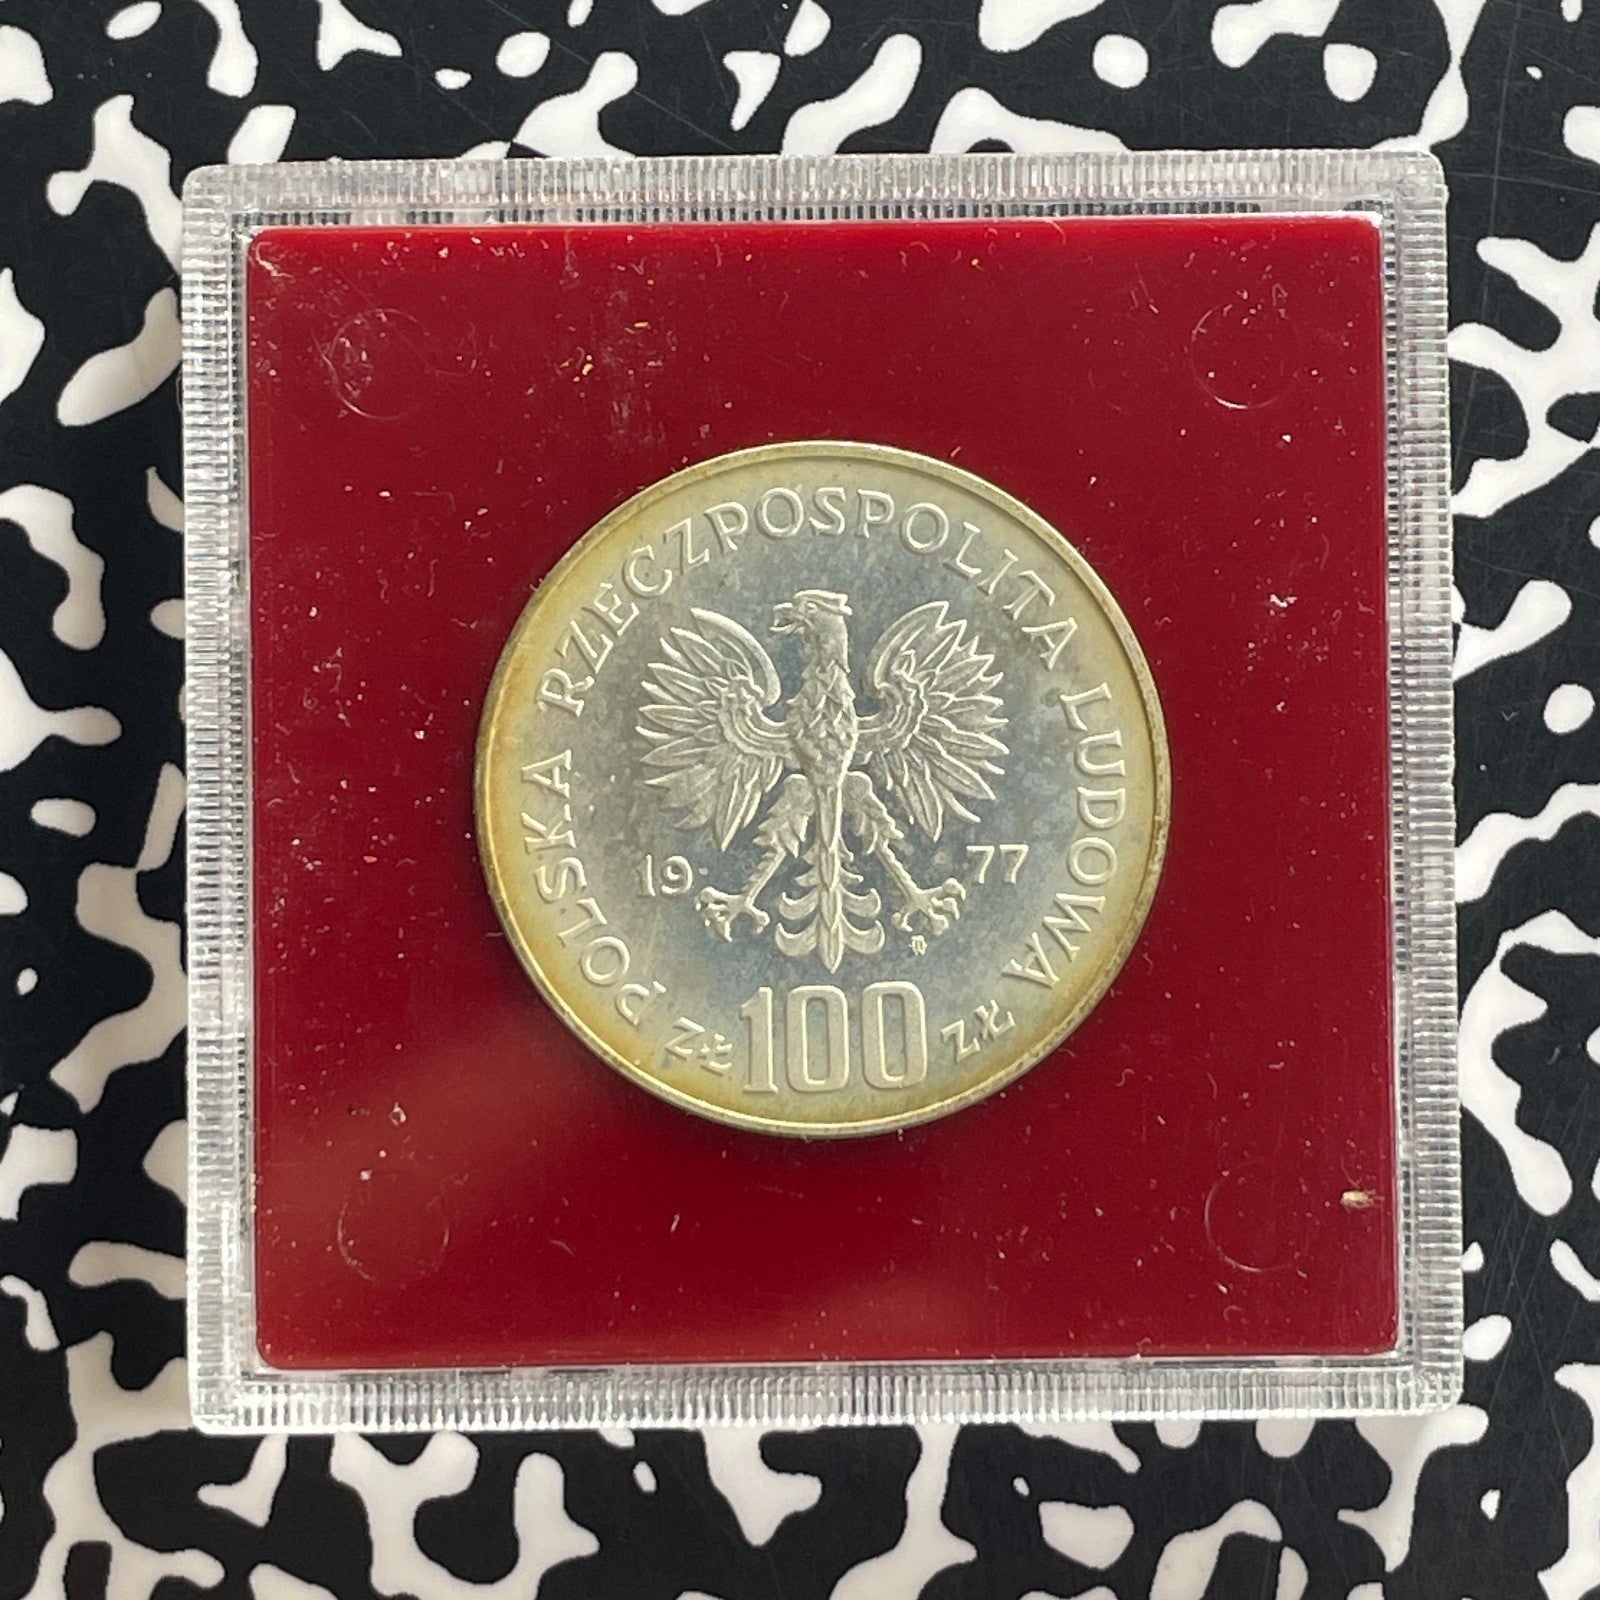 POLSKA RZECZPOSPOLITA LUDOWA
19 77
ZŁ 100 ZŁ